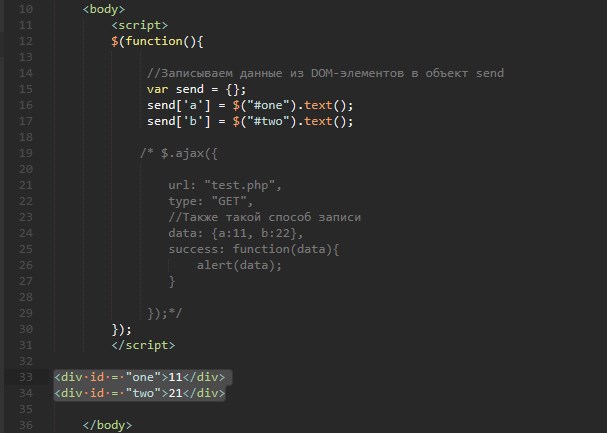 10 <body>
11 <script>
12 $(function(){
13
14 //Записываем данные из DOM-элементов в объект send
15 var send = {};
16 send['a'] = $("#one").text();
17 send['b'] = $("#two").text();
18
19 /* $.ajax({
20
21 url: "test.php",
22 type: "GET",
23 //Также такой способ записи
24 data: {a:11, b:22},
25 success: function(data){
26 alert(data);
27 }
28
29 });*/
30 });
31 </script>
32
33 <div·id·=·"one">11</div>
34 <div·id·=·"two">21</div>
35
36 </body>